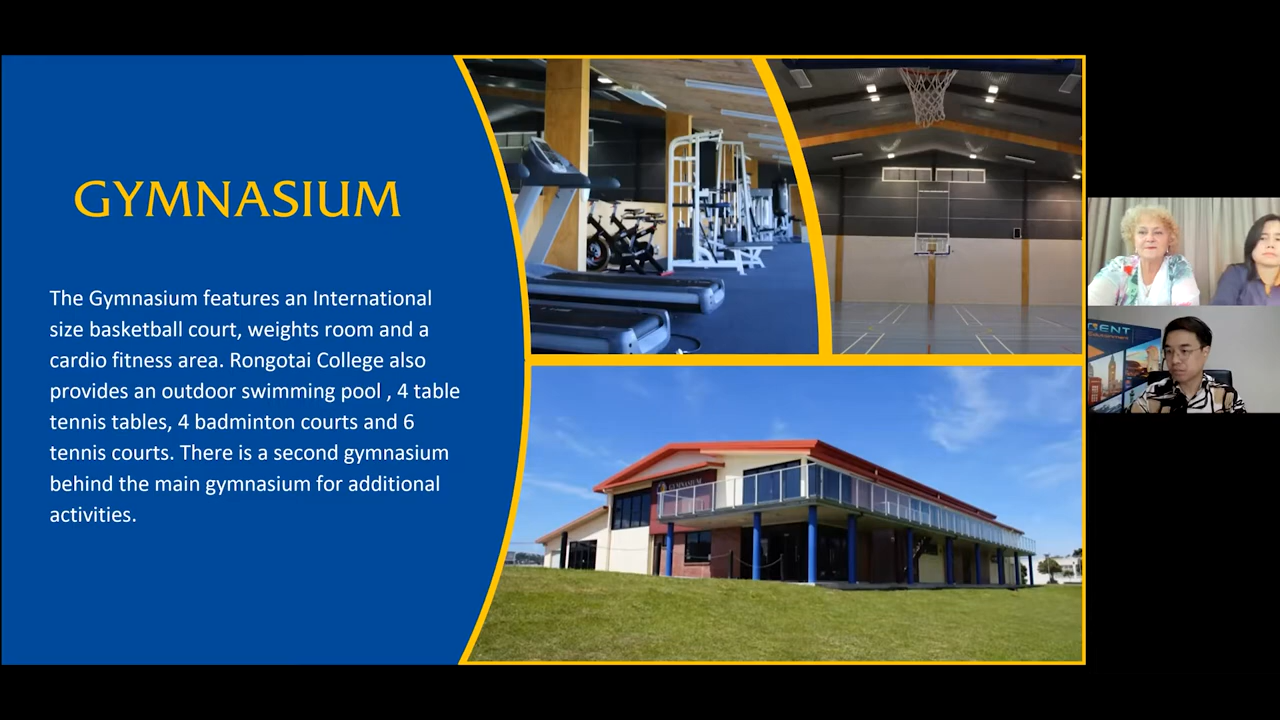 GYMNASIUM
The Gymnasium features an International
size basketball court, weights room and a
cardio fitness area. Rongotai College also
provides an outdoor swimming pool , 4 table
tennis tables, 4 badminton courts and 6
tennis courts. There is a second gymnasium
behind the main gymnasium for additional
activities.
GYMNASIUM